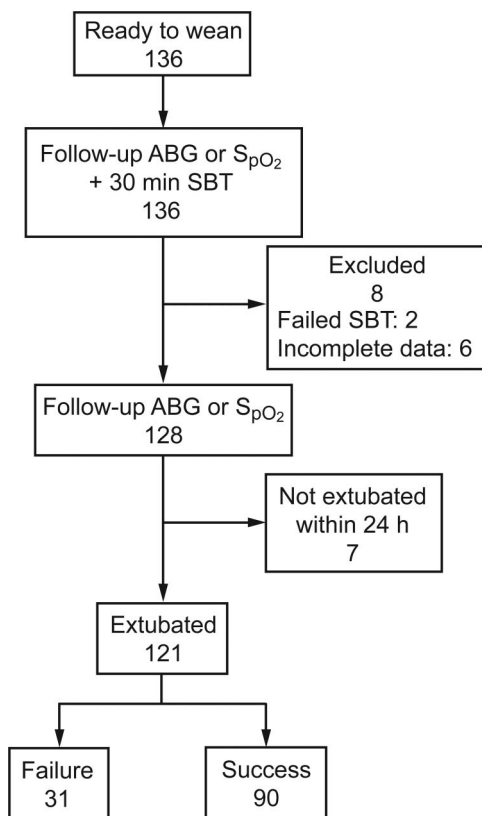 Ready to wean
136
Follow-up ABG or SpO2
+ 30 min SBT
136
Excluded
8
Failed SBT: 2
Incomplete data: 6
Follow-up ABG or SpO2
128
Not extubated
within 24 h
7
Extubated
121
Failure
31
Success
90